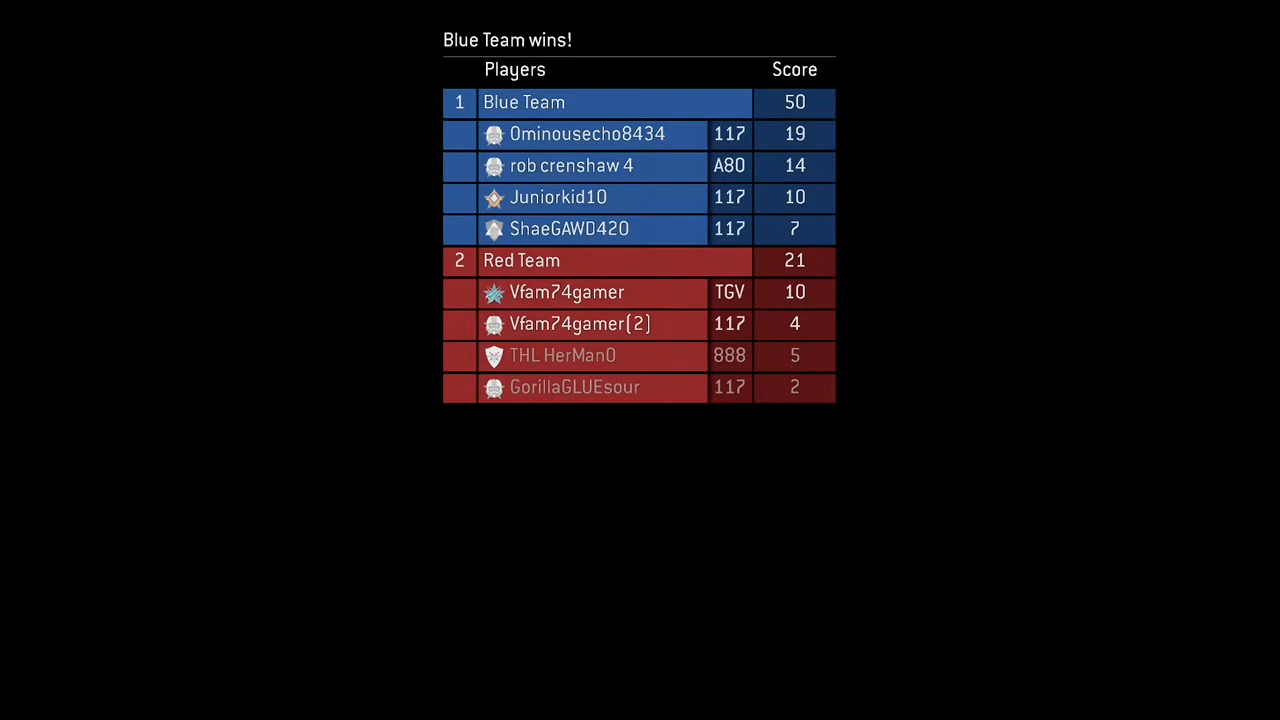 Blue Team wins!
Players Score
1 Blue Team 50
Ominousecho8434 117 19
rob crenshaw 4 A80 14
Juniorkid10 117 10
ShaeGAWD420 117 7
2 Red Team 21
Vfam74gamer TGV 10
Vfam74gamer(2) 117 4
THL HerMan0 888 5
GorillaGLUEsour 117 2